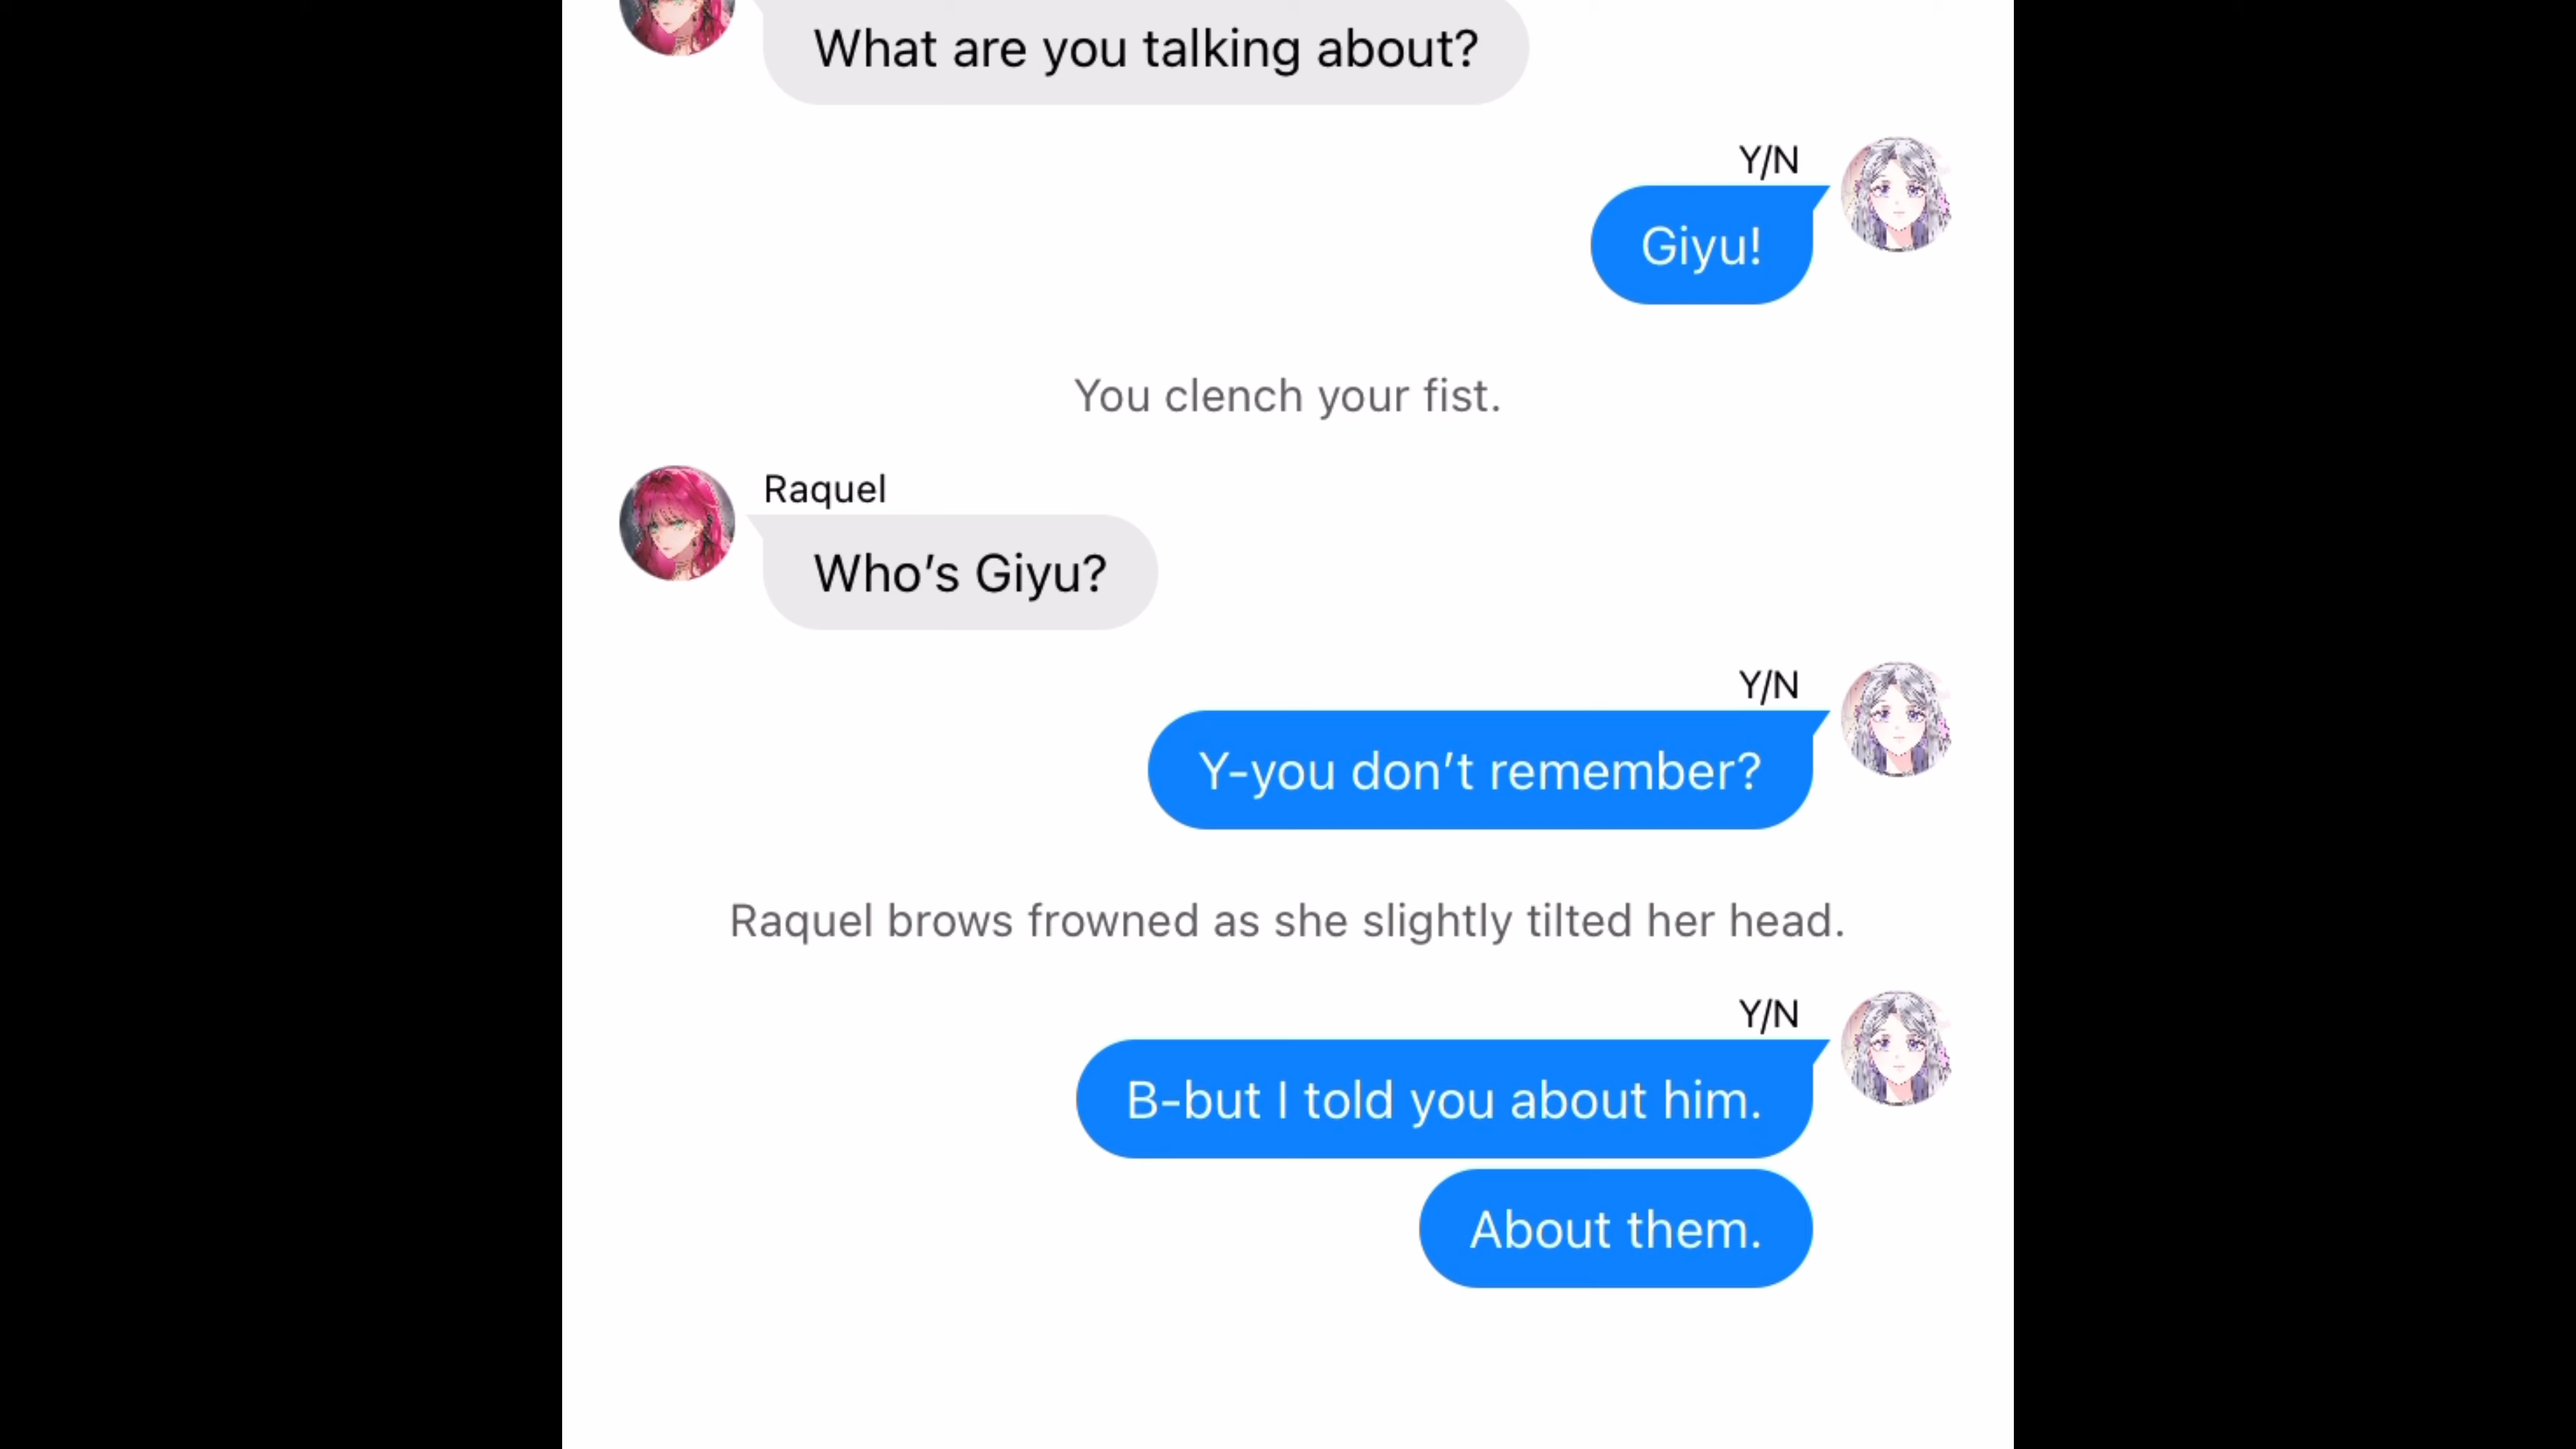 What are you talking about?
Y/N
Giyu!
You clench your fist.
Raquel
Who’s Giyu?
Y/N
Y-you don’t remember?
Raquel brows frowned as she slightly tilted her head.
Y/N
B-but I told you about him.
About them.